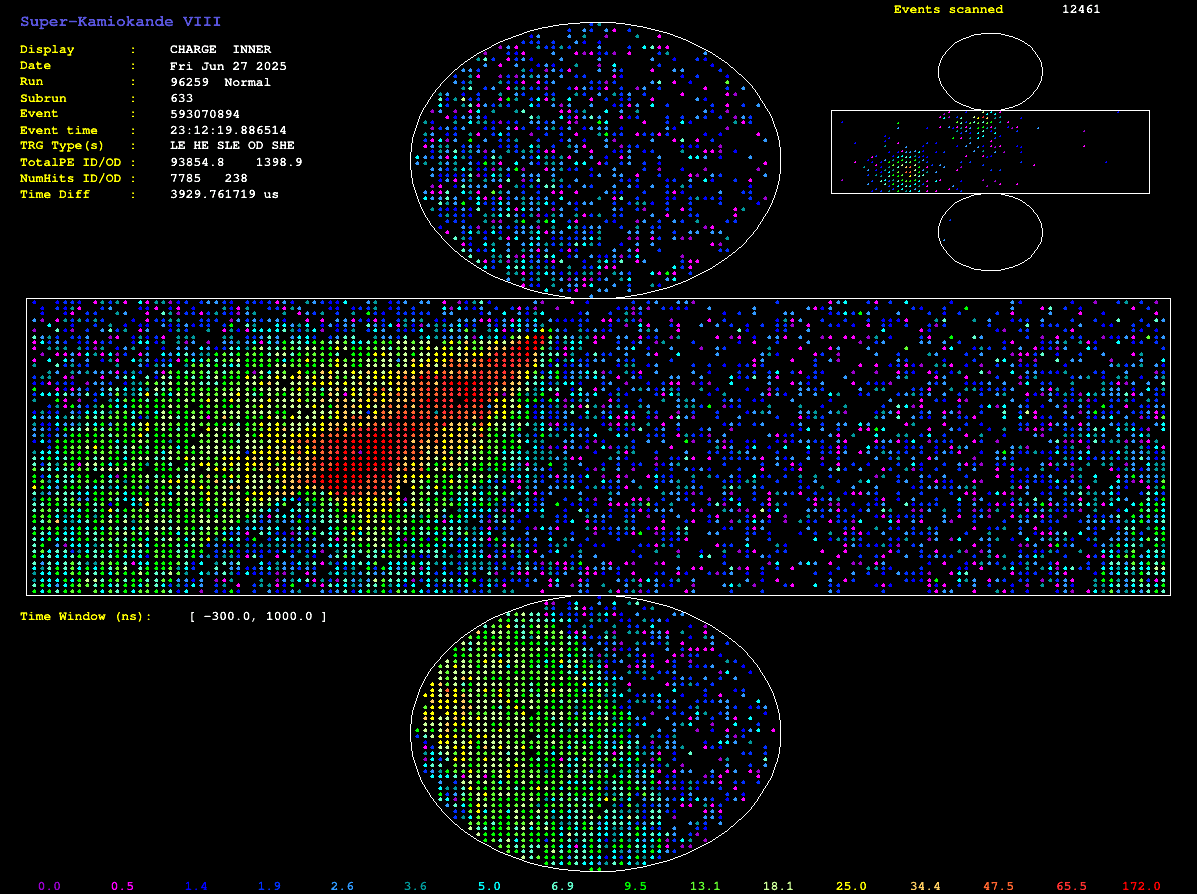 Super-Kamiokande VIII
Events scanned 12461
Display : CHARGE INNER
Date : Fri Jun 27 2025
Run : 96259 Normal
Subrun : 633
Event : 593070894
Event time : 23:12:19.886514
TRG Type(s) : LE HE SLE OD SHE
TotalPE ID/OD : 93854.8 1398.9
NumHits ID/OD : 7785 238
Time Diff : 3929.761719 us
Time Window (ns): [ -300.0, 1000.0 ]
0.0 0.5 1.4 1.9 2.6 3.6 5.0 6.9 9.5 13.1 18.1 25.0 34.4 47.5 65.5 172.0